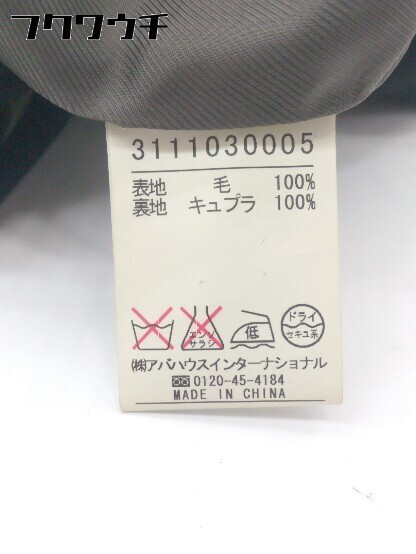 フクワウチ
3111030005
表地 毛 100%
裏地 キュプラ 100%
エンソ
サラシ
低
ドライ
セキユ系
㈱アバハウスインターナショナル
0120-45-4184
MADE IN CHINA